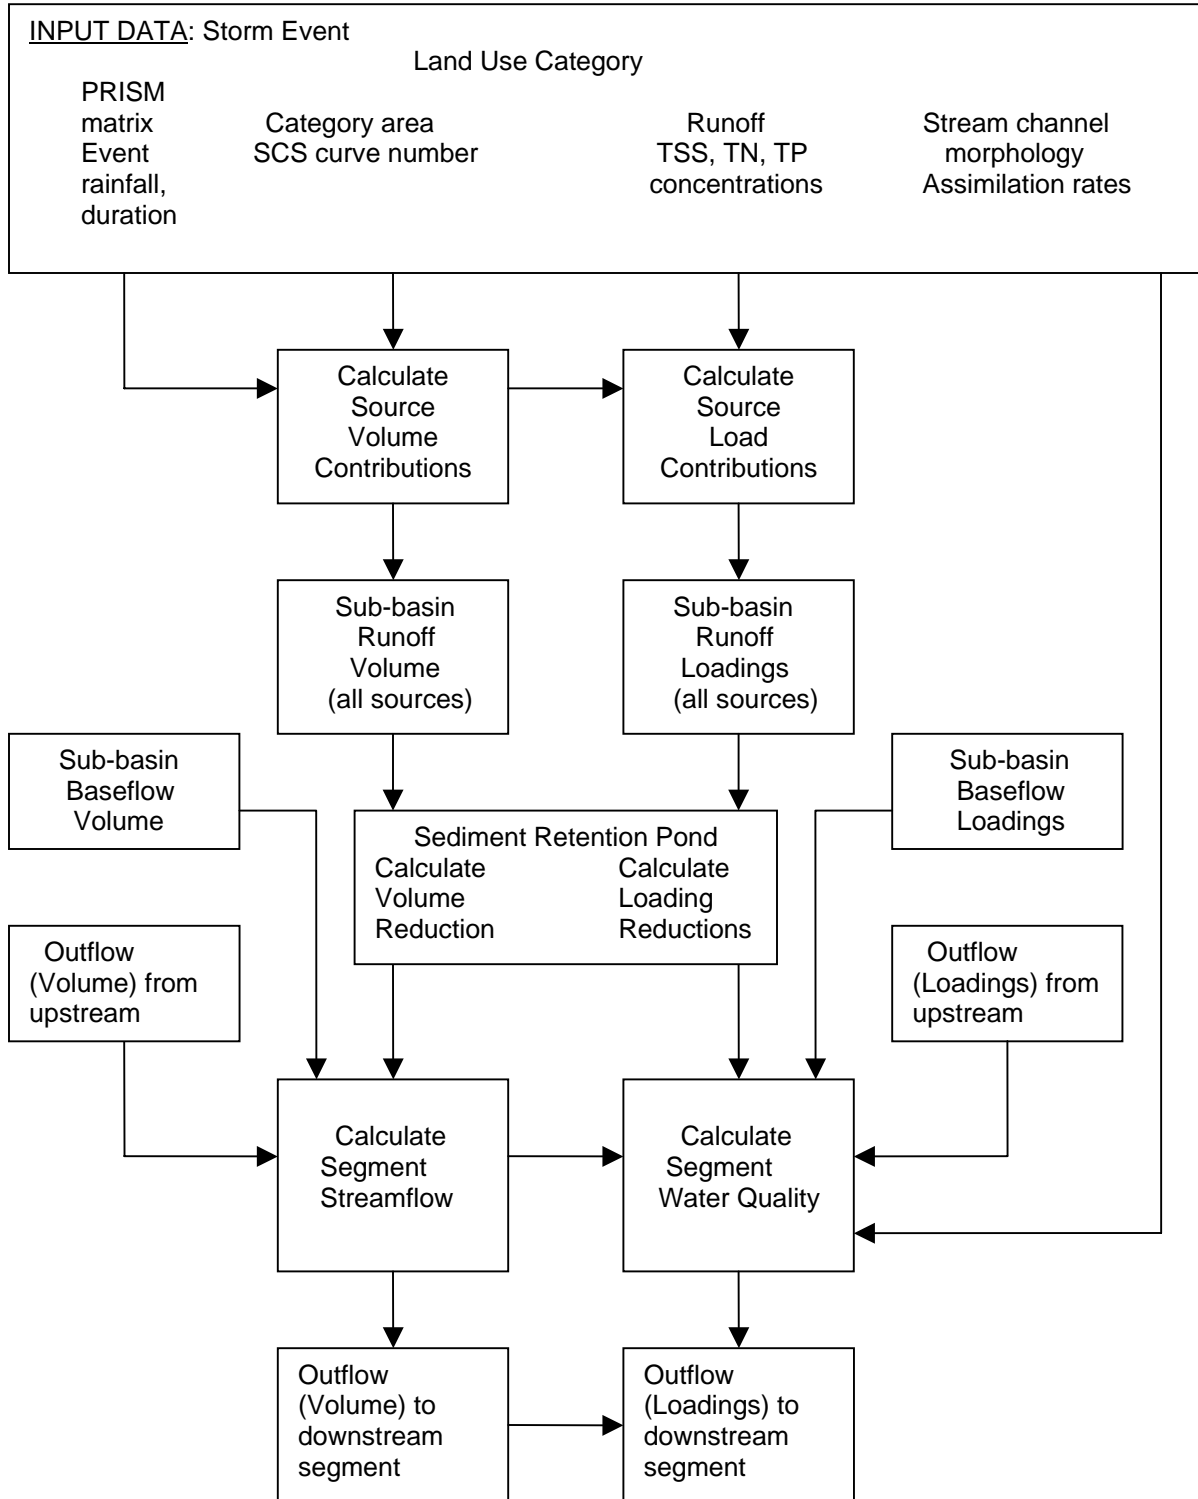 INPUT DATA: Storm Event
Land Use Category
PRISM
matrix
Event
rainfall,
duration
Category area
SCS curve number
Runoff
TSS, TN, TP
concentrations
Stream channel
morphology
Assimilation rates
Calculate
Source
Volume
Contributions
Calculate
Source
Load
Contributions
Sub-basin
Runoff
Volume
(all sources)
Sub-basin
Runoff
Loadings
(all sources)
Sub-basin
Baseflow
Volume
Sub-basin
Baseflow
Loadings
Sediment Retention Pond
Calculate
Volume
Reduction
Calculate
Loading
Reductions
Outflow
(Volume) from
upstream
Outflow
(Loadings) from
upstream
Calculate
Segment
Streamflow
Calculate
Segment
Water Quality
Outflow
(Volume) to
downstream
segment
Outflow
(Loadings) to
downstream
segment